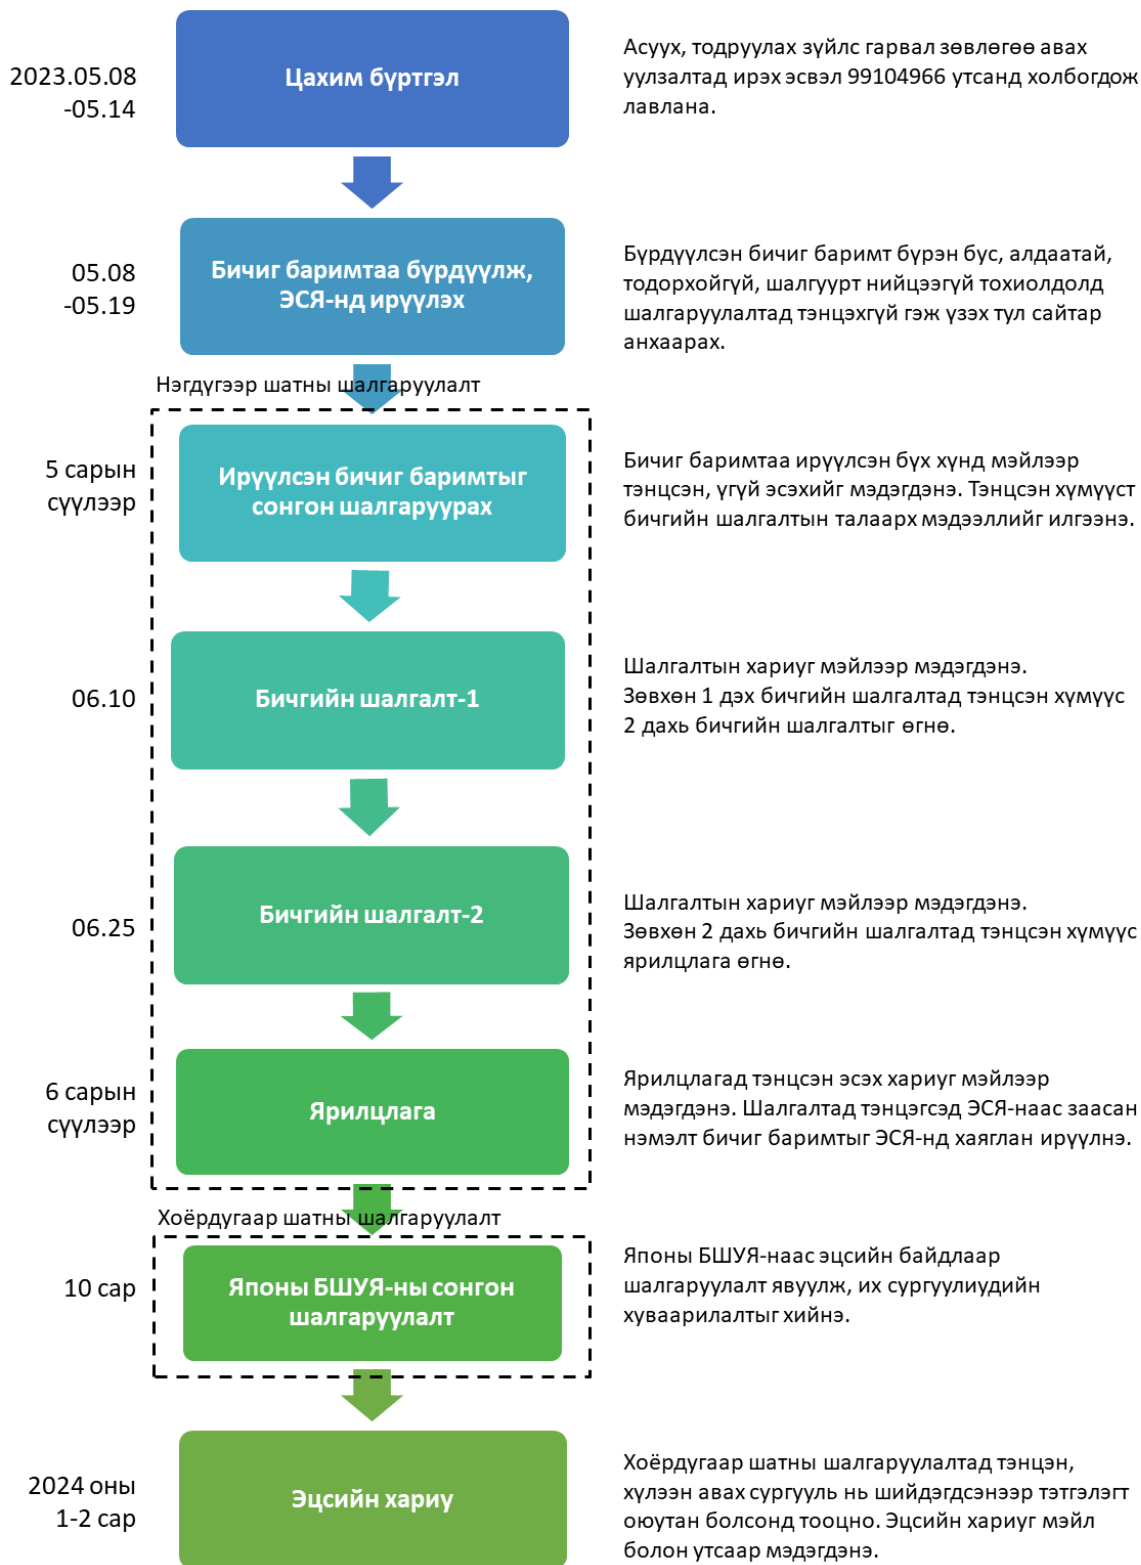 2023.05.08
-05.14
Цахим бүртгэл
Асуух, тодруулах зүйлс гарвал зөвлөгөө авах
уулзалтад ирэх эсвэл 99104966 утсанд холбогдож
лавлана.
05.08
-05.19
Бичиг баримтаа бүрдүүлж,
ЭСЯ-нд ирүүлэх
Бүрдүүлсэн бичиг баримт бүрэн бус, алдаатай,
тодорхойгүй, шалгуурт нийцээгүй тохиолдолд
шалгаруулалтад тэнцэхгүй гэж үзэх тул сайтар
анхаарах.
Нэгдүгээр шатны шалгаруулалт
5 сарын
сүүлээр
Ирүүлсэн бичиг баримтыг
сонгон шалгаруурах
Бичиг баримтаа ирүүлсэн бүх хүнд мэйлээр
тэнцсэн, үгүй эсэхийг мэдэгдэнэ. Тэнцсэн хүмүүст
бичгийн шалгалтын талаарх мэдээллийг илгээнэ.
06.10
Бичгийн шалгалт-1
Шалгалтын хариуг мэйлээр мэдэгдэнэ.
Зөвхөн 1 дэх бичгийн шалгалтад тэнцсэн хүмүүс
2 дахь бичгийн шалгалтыг өгнө.
06.25
Бичгийн шалгалт-2
Шалгалтын хариуг мэйлээр мэдэгдэнэ.
Зөвхөн 2 дахь бичгийн шалгалтад тэнцсэн хүмүүс
ярилцлага өгнө.
6 сарын
сүүлээр
Ярилцлага
Ярилцлагад тэнцсэн эсэх хариуг мэйлээр
мэдэгдэнэ. Шалгалтад тэнцэгсэд ЭСЯ-наас заасан
нэмэлт бичиг баримтыг ЭСЯ-нд хаяглан ирүүлнэ.
Хоёрдугаар шатны шалгаруулалт
10 сар
Японы БШУЯ-ны сонгон
шалгаруулалт
Японы БШУЯ-наас эцсийн байдлаар
шалгаруулалт явуулж, их сургуулиудийн
хуваарилалтыг хийнэ.
2024 оны
1-2 сар
Эцсийн хариу
Хоёрдугаар шатны шалгаруулалтад тэнцэн,
хүлээн авах сургууль нь шийдэгдсэнээр тэтгэлэгт
оюутан болсонд тооцно. Эцсийн хариуг мэйл
болон утсаар мэдэгдэнэ.